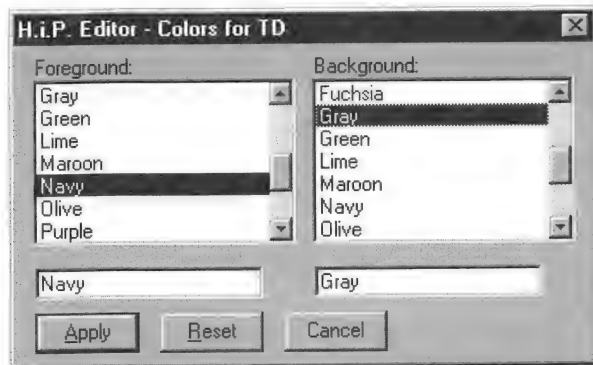 H.i.P. Editor - Colors for TD
Foreground:
Gray
Green
Lime
Maroon
Navy
Olive
Purple
Navy
Background:
Fuchsia
Gray
Green
Lime
Maroon
Navy
Olive
Gray
Apply
Reset
Cancel